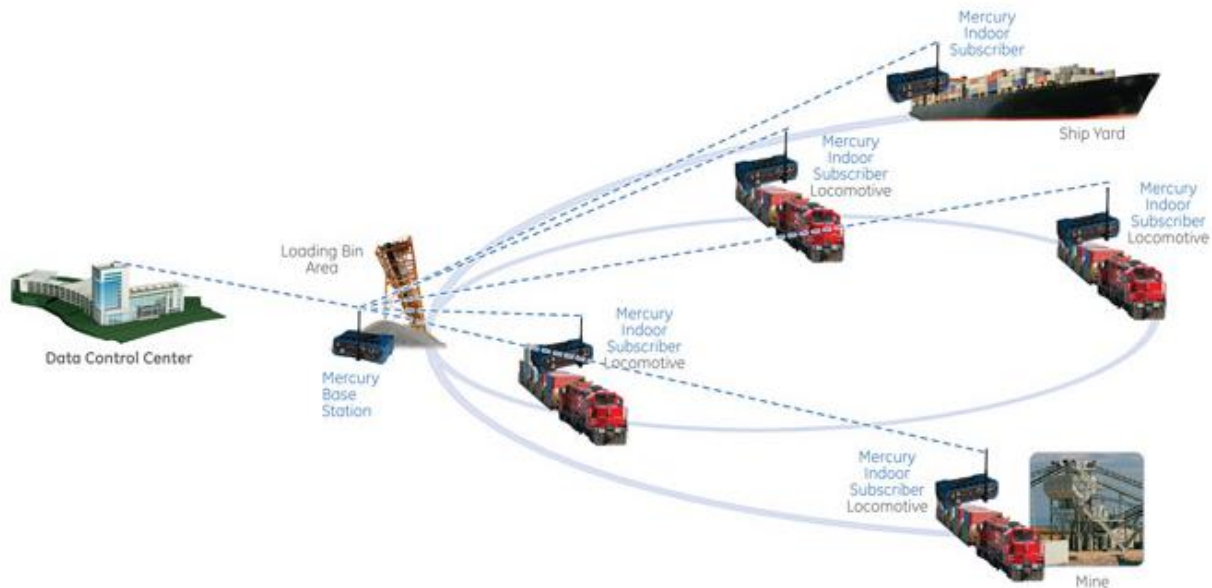 Mercury
Indoor
Subscriber
Ship Yard
Mercury
Indoor
Subscriber
Locomotive
Mercury
Indoor
Subscriber
Locomotive
Loading Bin
Area
Data Control Center
Mercury
Base
Station
Mercury
Indoor
Subscriber
Locomotive
Mercury
Indoor
Subscriber
Locomotive
Mine